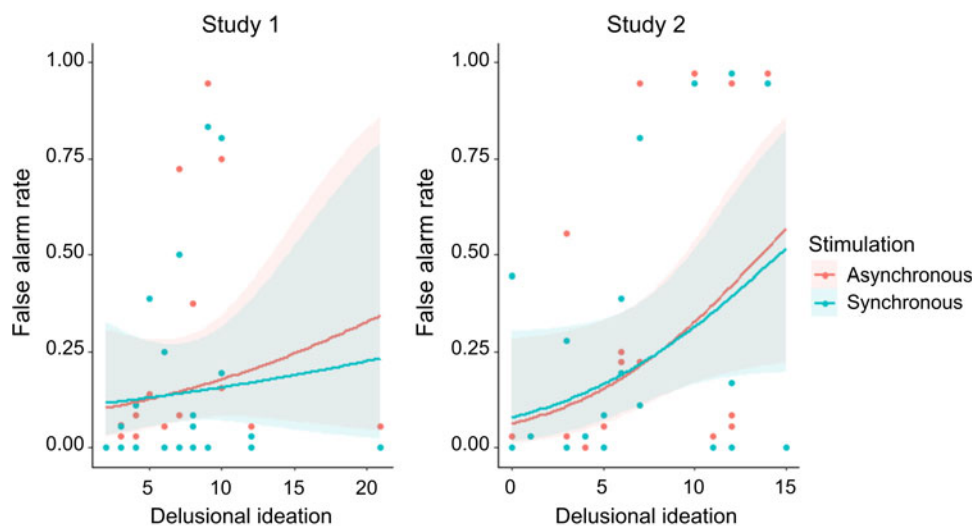 Study 1
False alarm rate
1.00
0.75
0.50
0.25
0.00
5
10
15
20
Delusional ideation
Study 2
False alarm rate
1.00
0.75
0.50
0.25
0.00
0
5
10
15
Delusional ideation
Stimulation
Asynchronous
Synchronous